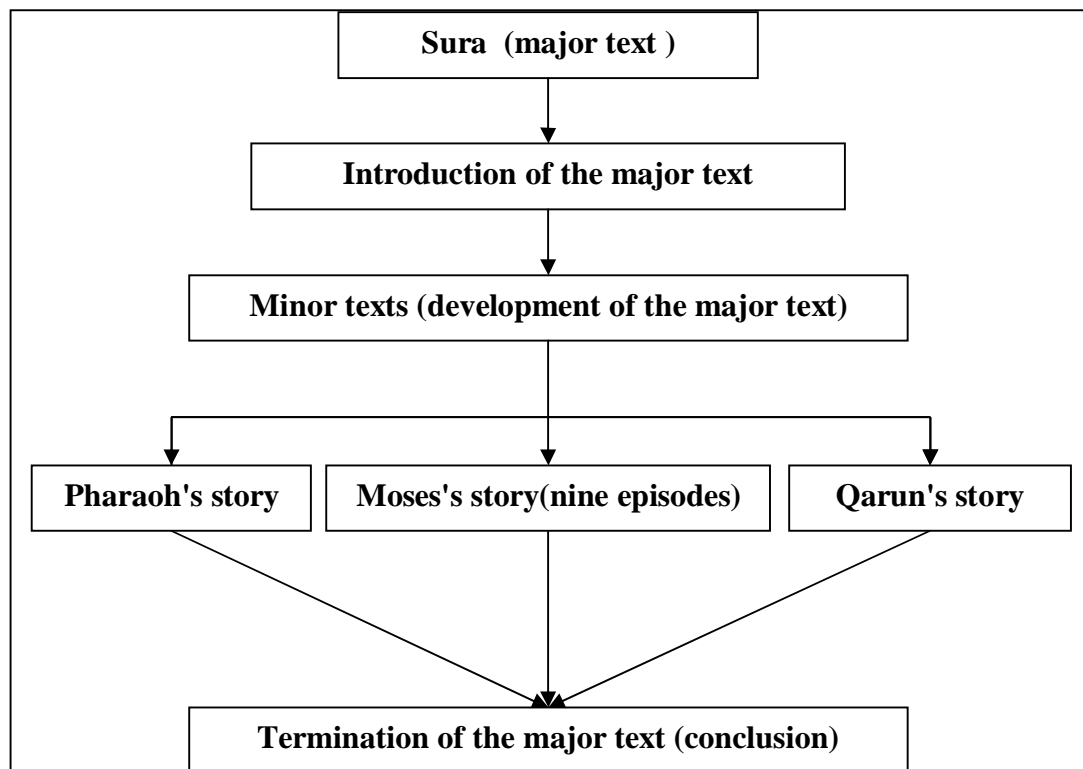 Sura (major text )
Introduction of the major text
Minor texts (development of the major text)
Pharaoh's story
Moses's story(nine episodes)
Qarun's story
Termination of the major text (conclusion)